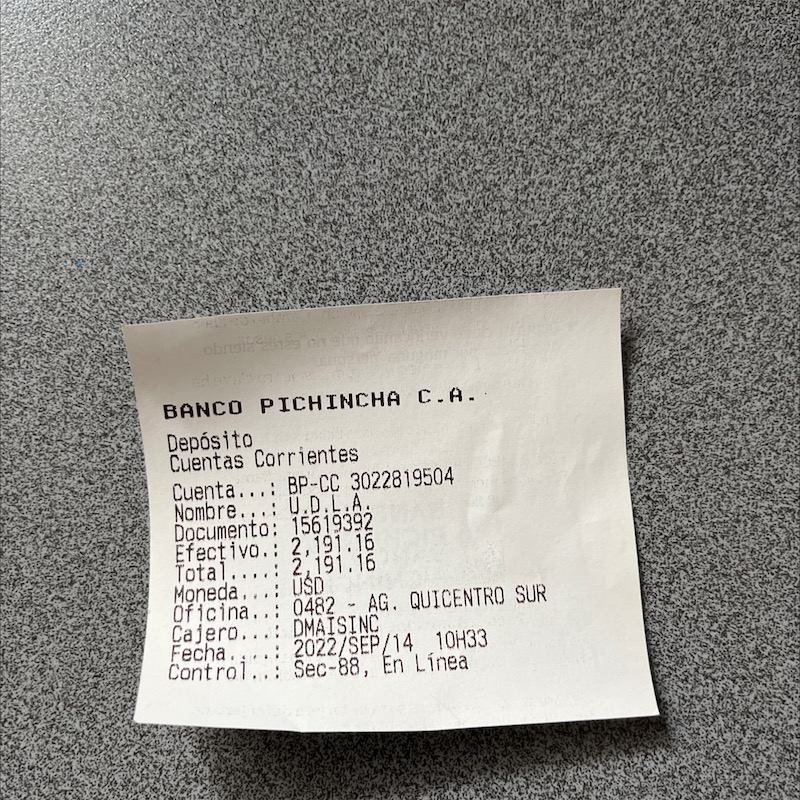 BANCO PICHINCHA C.A.
Depósito
Cuentas Corrientes
Cuenta...: BP-CC 3022819504
Nombre...: U.D.L.A.
Documento: 15619392
Efectivo.: 2,191.16
Total....: 2,191.16
Moneda...: USD
Oficina..: 0482 - AG. QUICENTRO SUR
Cajero...: DMAISINC
Fecha....: 2022/SEP/14 10H33
Control..: Sec-88, En Línea